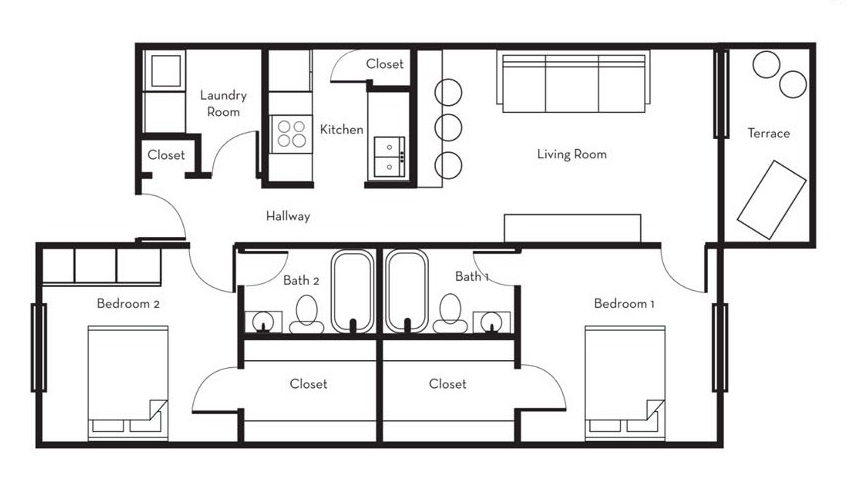 Closet
Laundry
Room
Kitchen
Closet
Living Room
Terrace
Hallway
Bath 2
Bath 1
Bedroom 2
Bedroom 1
Closet
Closet